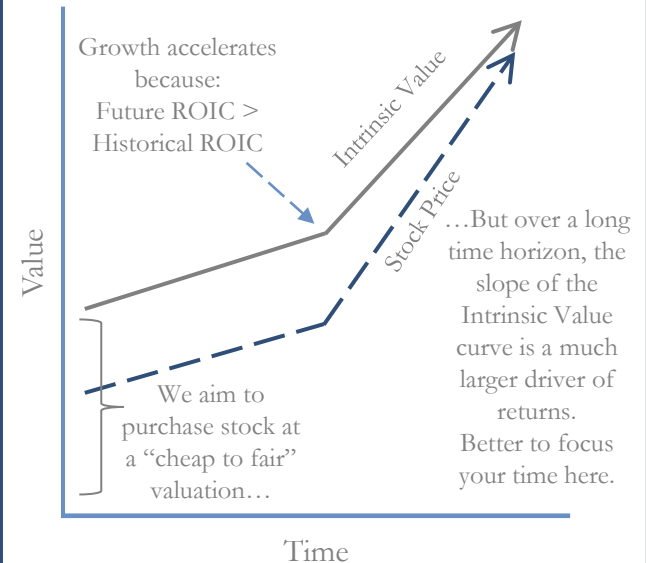 Growth accelerates
because:
Future ROIC >
Historical ROIC
Intrinsic Value
Stock Price
…But over a long
time horizon, the
slope of the
Intrinsic Value
curve is a much
larger driver of
returns.
Better to focus
your time here.
Value
We aim to
purchase stock at
a “cheap to fair”
valuation…
Time